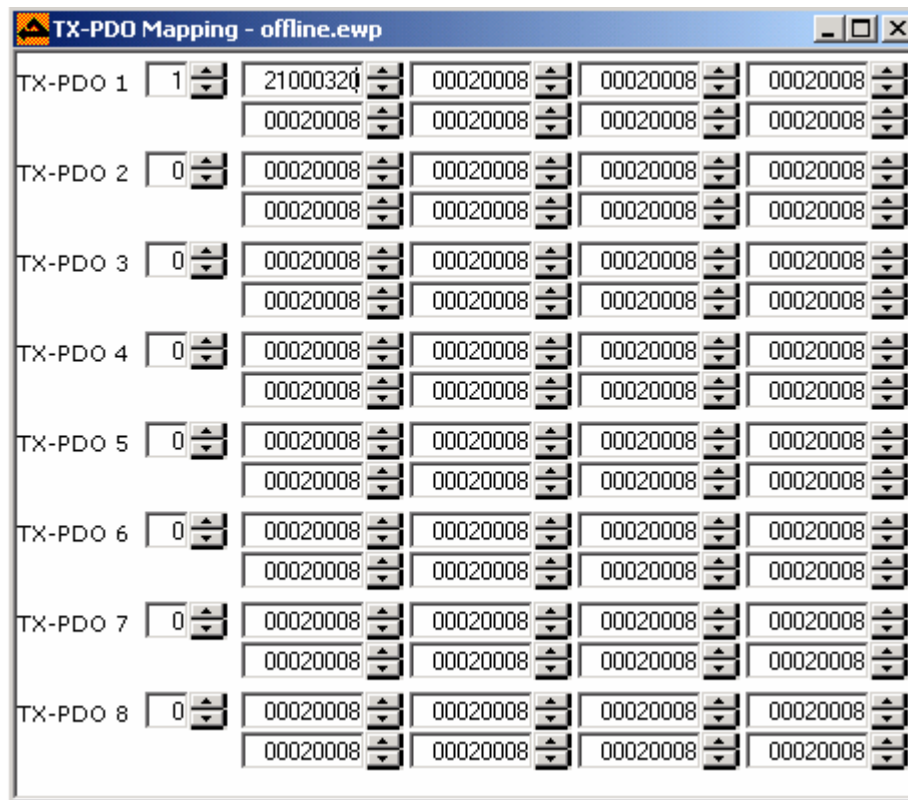 TX-PDO Mapping - offline.ewp
TX-PDO 1 1 21000320 00020008 00020008 00020008
00020008 00020008 00020008 00020008
TX-PDO 2 0 00020008 00020008 00020008 00020008
00020008 00020008 00020008 00020008
TX-PDO 3 0 00020008 00020008 00020008 00020008
00020008 00020008 00020008 00020008
TX-PDO 4 0 00020008 00020008 00020008 00020008
00020008 00020008 00020008 00020008
TX-PDO 5 0 00020008 00020008 00020008 00020008
00020008 00020008 00020008 00020008
TX-PDO 6 0 00020008 00020008 00020008 00020008
00020008 00020008 00020008 00020008
TX-PDO 7 0 00020008 00020008 00020008 00020008
00020008 00020008 00020008 00020008
TX-PDO 8 0 00020008 00020008 00020008 00020008
00020008 00020008 00020008 00020008